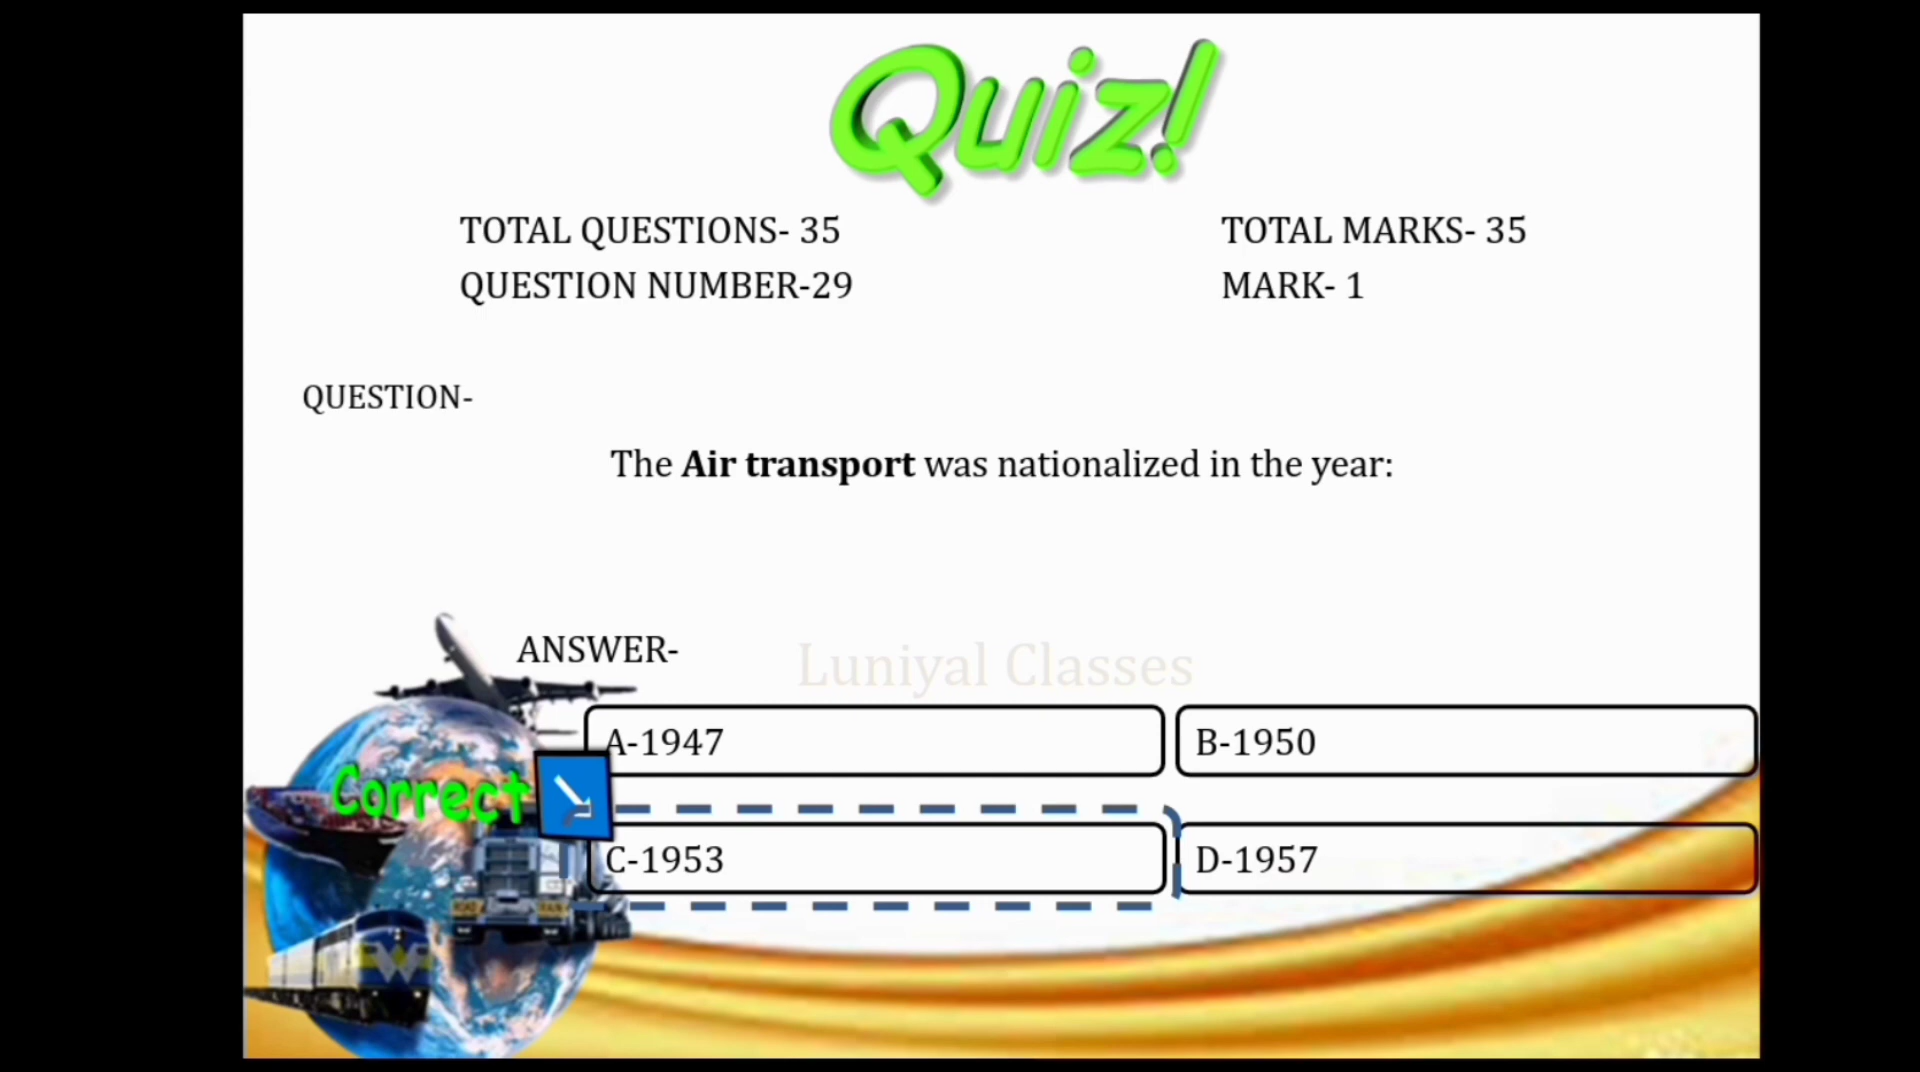 Quiz!
TOTAL QUESTIONS- 35
TOTAL MARKS- 35
QUESTION NUMBER-29
MARK- 1
QUESTION-
The Air transport was nationalized in the year:
ANSWER-
Luniyal Classes
A-1947
B-1950
Correct
C-1953
D-1957